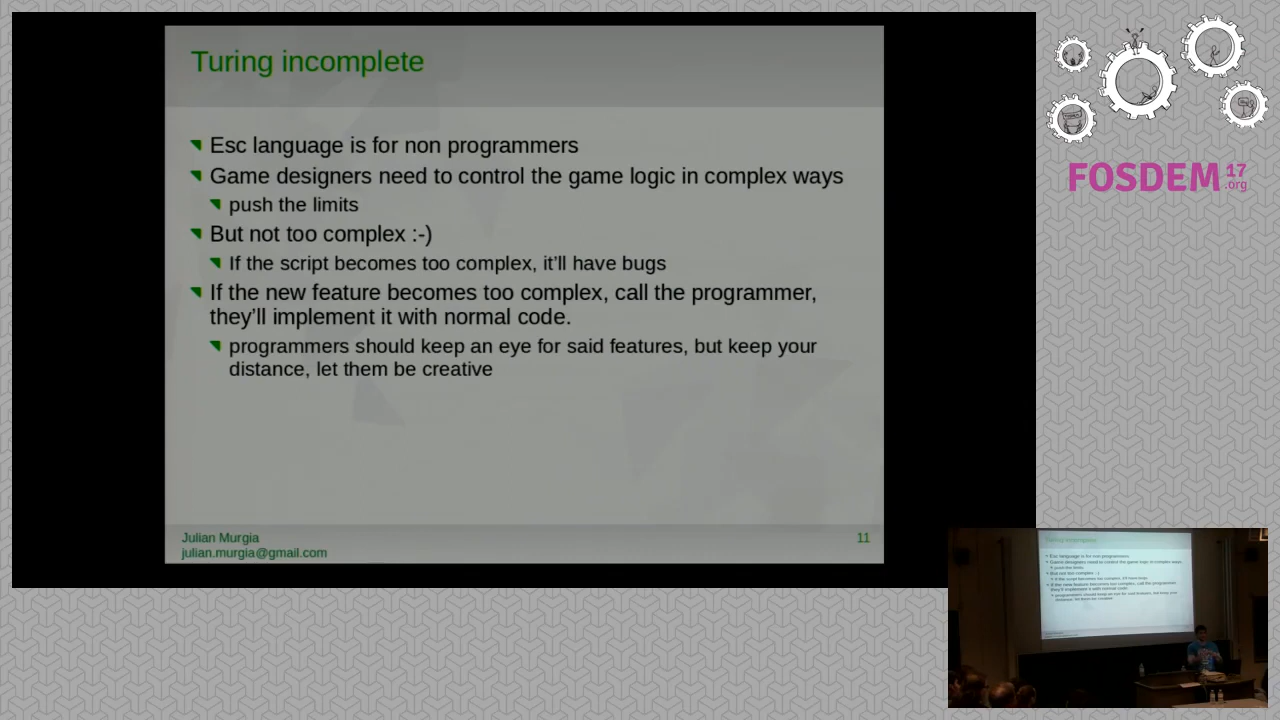 Turing incomplete
Esc language is for non programmers
Game designers need to control the game logic in complex ways
push the limits
But not too complex :-)
If the script becomes too complex, it'll have bugs
If the new feature becomes too complex, call the programmer,
they'll implement it with normal code.
programmers should keep an eye for said features, but keep your
distance, let them be creative
Julian Murgia
julian.murgia@gmail.com
11
FOSDEM 17
.org